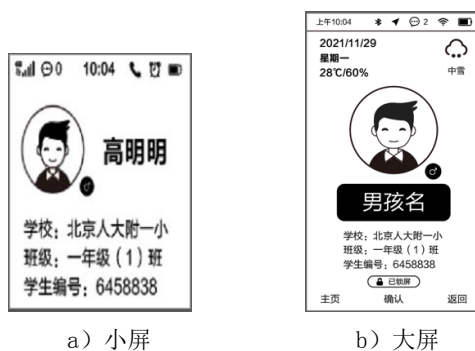 0 10:04
高明明
学校：北京人大附一小
班级：一年级（1）班
学生编号：6458838
a）小屏
上午10:04 2
2021/11/29
星期一
28℃/60%
中雪
男孩名
学校：北京人大附一小
班级：一年级（1）班
学生编号：6458838
已锁屏
主页 确认 返回
b）大屏